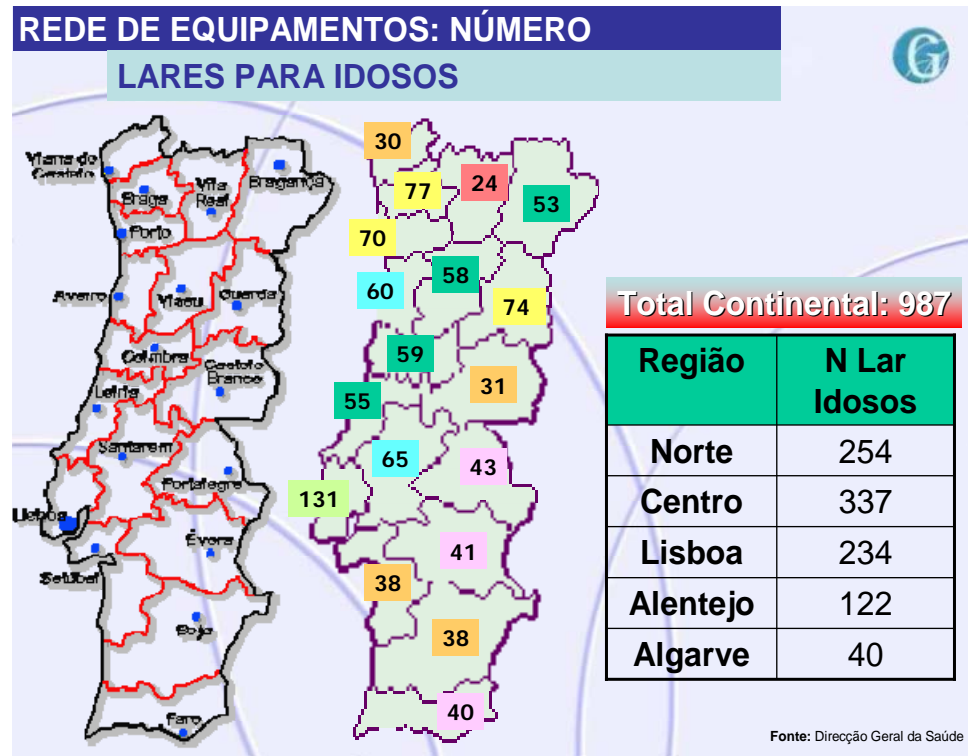 REDE DE EQUIPAMENTOS: NÚMERO
LARES PARA IDOSOS
G
Viana do
Castelo
Braga
Vila
Real
Bragança
Porto
Aveiro
Viseu
Guarda
Coimbra
Castelo
Branco
Leiria
Santarem
Portalegre
Lisboa
Évora
Setúbal
Beja
Faro
30
77
24
53
70
58
60
74
59
31
55
65
43
131
41
38
38
40
Total Continental: 987
Região N Lar
Idosos
Norte 254
Centro 337
Lisboa 234
Alentejo 122
Algarve 40
Fonte: Direcção Geral da Saúde